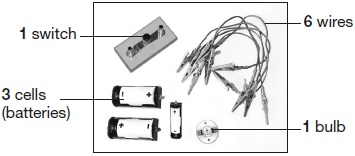 1 switch
6 wires
3 cells
(batteries)
1 bulb
+
-
- +
- +